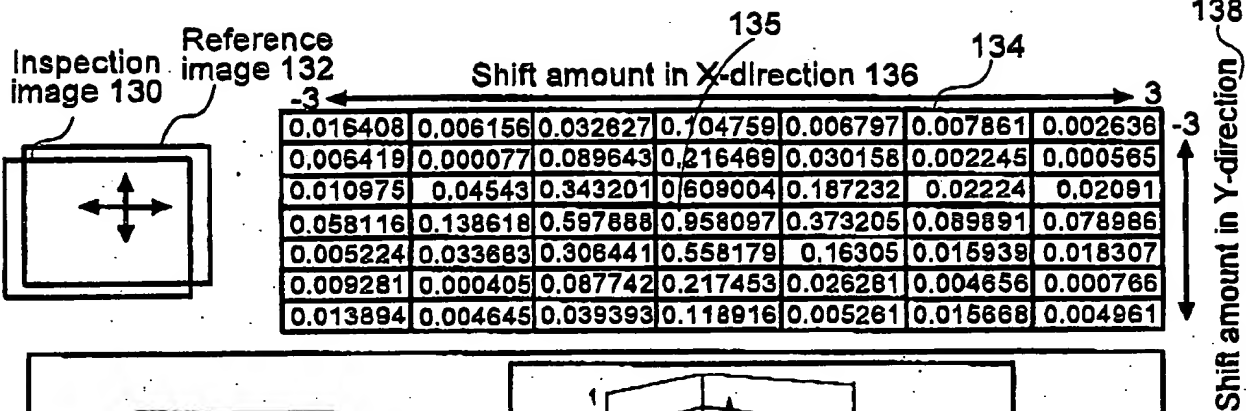 138
135
134
Reference
image 132
Inspection
image 130
Shift amount in X-direction 136
-3 3
0.016408 0.006156 0.032627 0.104759 0.006797 0.007861 0.002636
0.006419 0.000077 0.089643 0.216469 0.030158 0.002245 0.000565
0.010975 0.04543 0.343201 0.609004 0.187232 0.02224 0.02091
0.058116 0.138618 0.597888 0.958097 0.373205 0.089891 0.078986
0.005224 0.033683 0.306441 0.558179 0.16305 0.015939 0.018307
0.009281 0.000405 0.087742 0.217453 0.026281 0.004656 0.000766
0.013894 0.004645 0.039393 0.118916 0.005261 0.015668 0.004961
-3
Shift amount in Y-direction
1